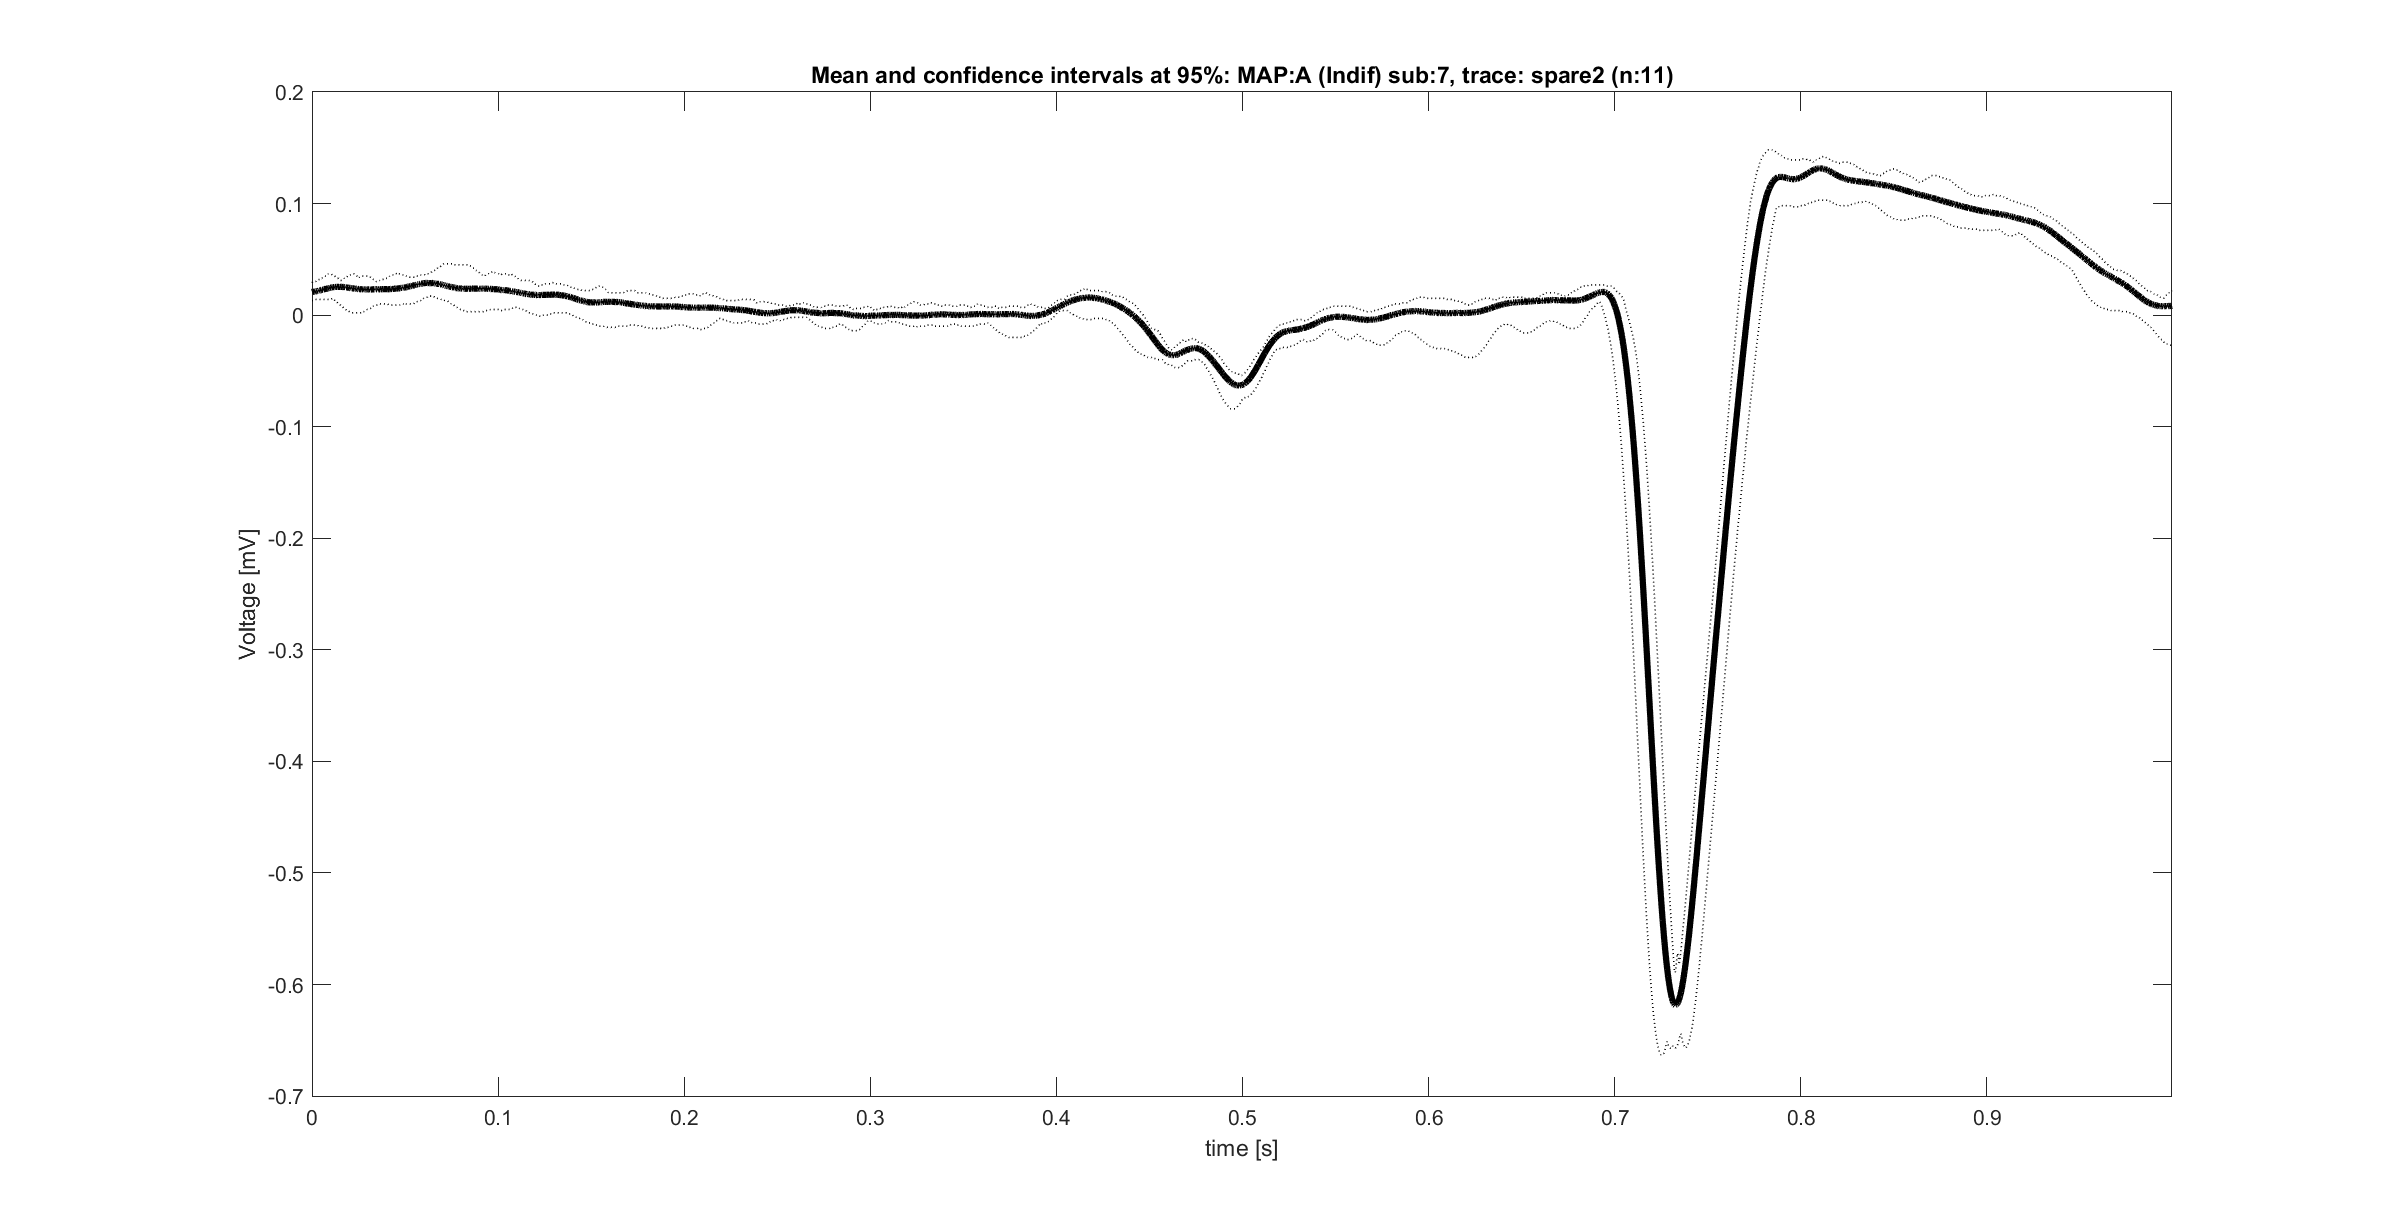 Mean and confidence intervals at 95%: MAP:A (Indif) sub:7, trace: spare2 (n:11)
0.2
0.1
0
-0.1
-0.2
-0.3
-0.4
-0.5
-0.6
-0.7
Voltage [mV]
0 0.1 0.2 0.3 0.4 0.5 0.6 0.7 0.8 0.9
time [s]